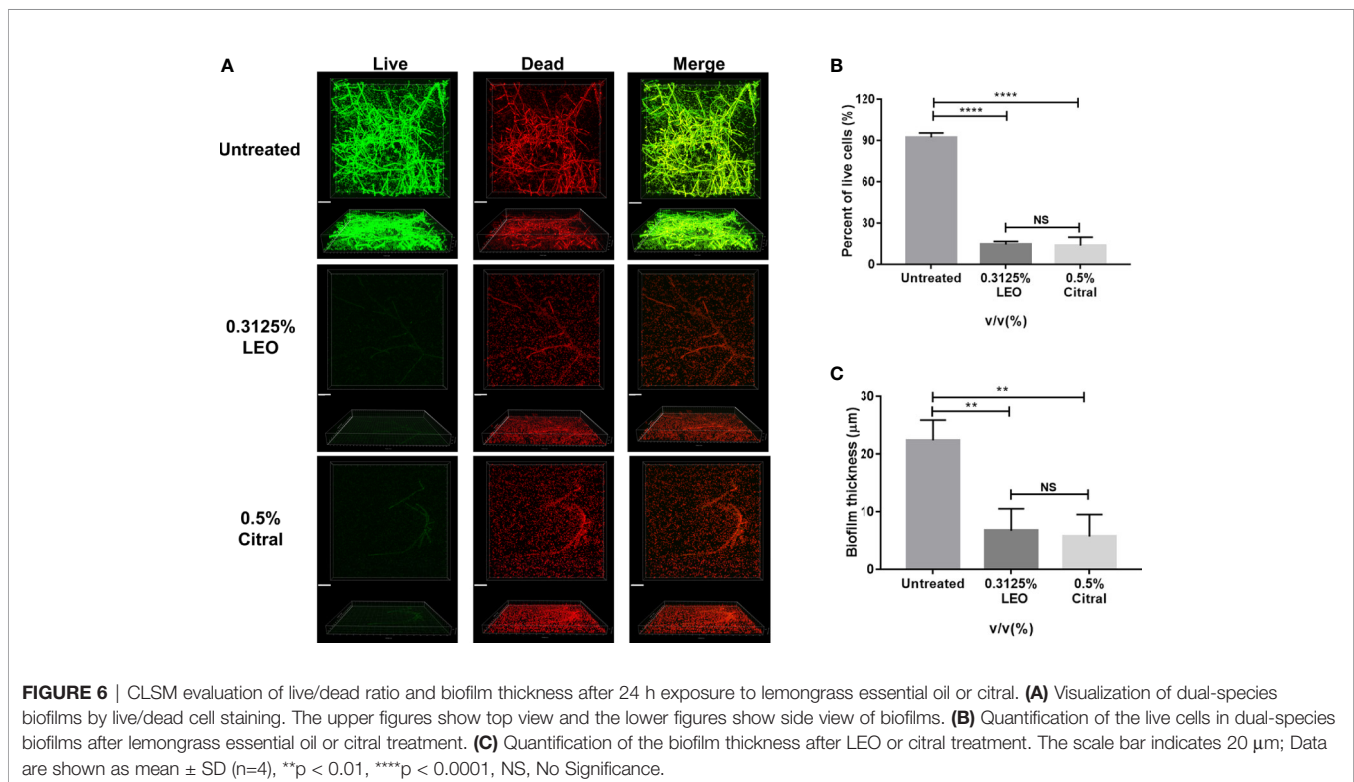 A
Live Dead Merge
Untreated
0.3125%
LEO
0.5%
Citral
B
Percent of live cells (%)
120
90
60
30
0
****
****
NS
Untreated 0.3125% 0.5%
LEO Citral
v/v(%)
C
Biofilm thickness (μm)
30
20
10
0
**
**
NS
Untreated 0.3125% 0.5%
LEO Citral
v/v(%)
FIGURE 6 | CLSM evaluation of live/dead ratio and biofilm thickness after 24 h exposure to lemongrass essential oil or citral. (A) Visualization of dual-species
biofilms by live/dead cell staining. The upper figures show top view and the lower figures show side view of biofilms. (B) Quantification of the live cells in dual-species
biofilms after lemongrass essential oil or citral treatment. (C) Quantification of the biofilm thickness after LEO or citral treatment. The scale bar indicates 20 μm; Data
are shown as mean ± SD (n=4), **p < 0.01, ****p < 0.0001, NS, No Significance.